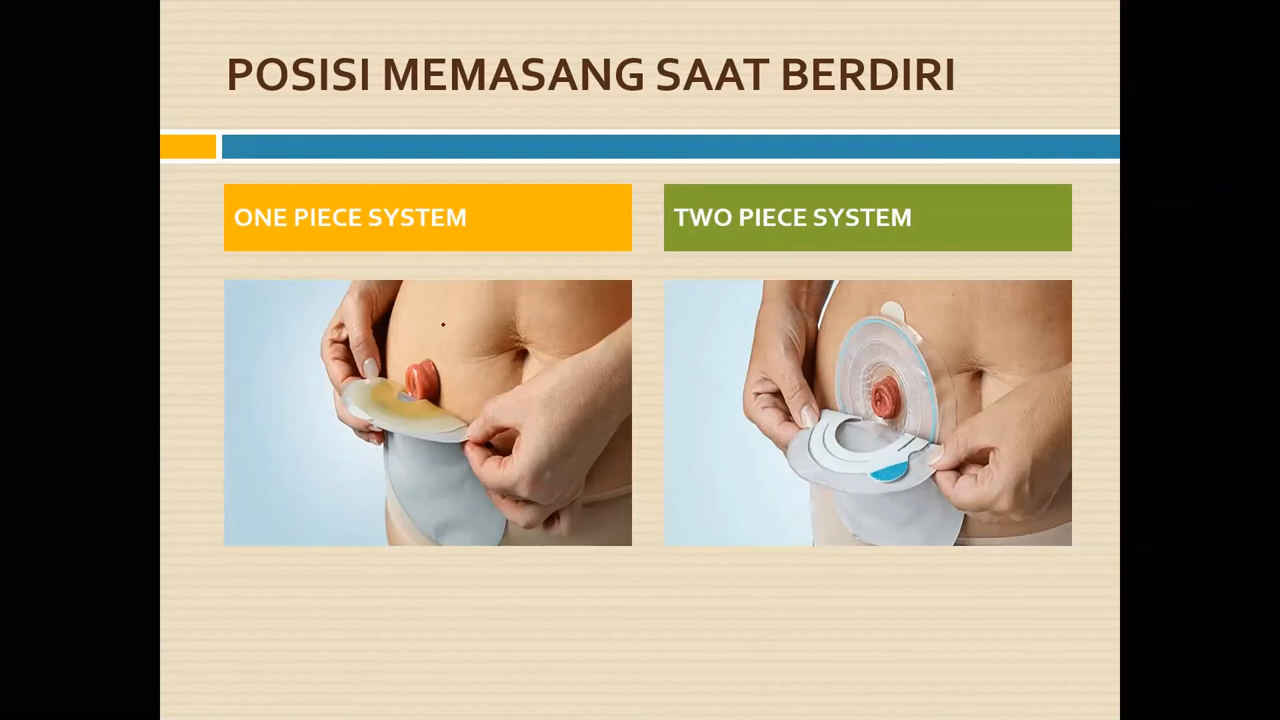 POSISI MEMASANG SAAT BERDIRI
ONE PIECE SYSTEM
TWO PIECE SYSTEM